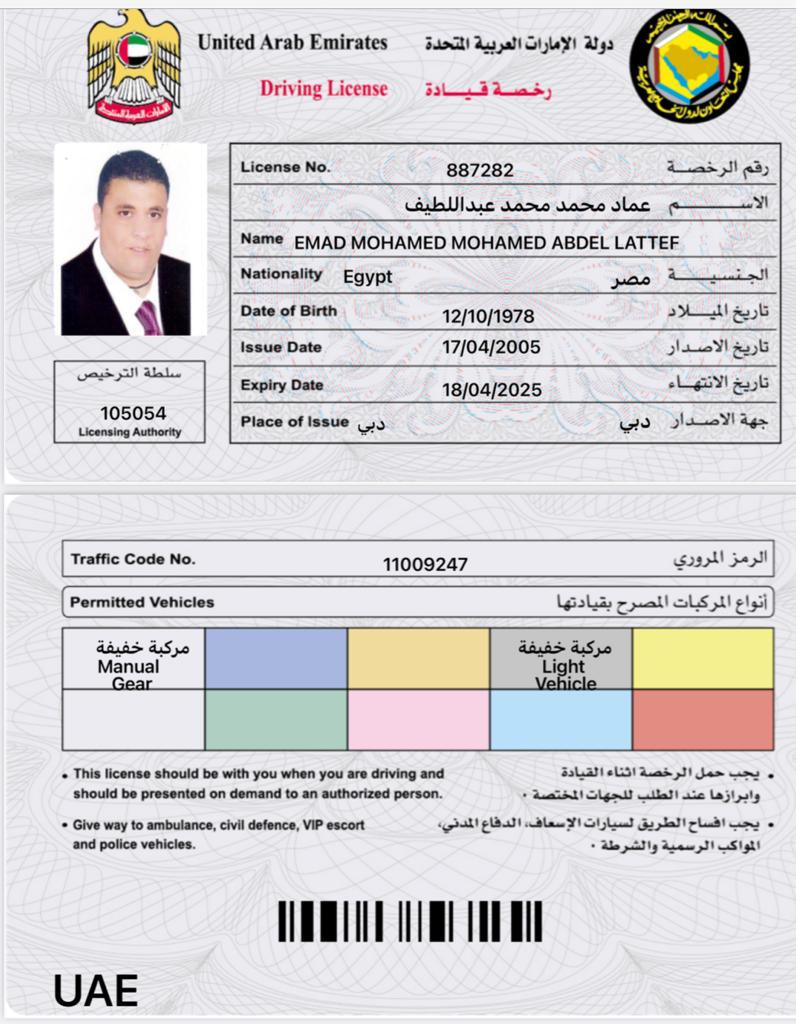 United Arab Emirates دولة الإمارات العربية المتحدة
Driving License رخصة قيادة
License No. 887282 رقم الرخصة
عماد محمد محمد عبداللطيف الاسم
Name EMAD MOHAMED MOHAMED ABDEL LATTEF
Nationality Egypt مصر الجنسية
Date of Birth 12/10/1978 تاريخ الميلاد
Issue Date 17/04/2005 تاريخ الاصدار
Expiry Date 18/04/2025 تاريخ الانتهاء
Place of Issue دبي دبي جهة الاصدار
سلطة الترخيص
105054
Licensing Authority
Traffic Code No. 11009247 الرمز المروري
Permitted Vehicles أنواع المركبات المصرح بقيادتها
مركبة خفيفة
Manual
Gear
مركبة خفيفة
Light
Vehicle
• This license should be with you when you are driving and
should be presented on demand to an authorized person.
• يجب حمل الرخصة اثناء القيادة
وابرازها عند الطلب للجهات المختصة •
• Give way to ambulance, civil defence, VIP escort
and police vehicles.
• يجب افساح الطريق لسيارات الإسعاف، الدفاع المدني،
المواكب الرسمية والشرطة •
UAE